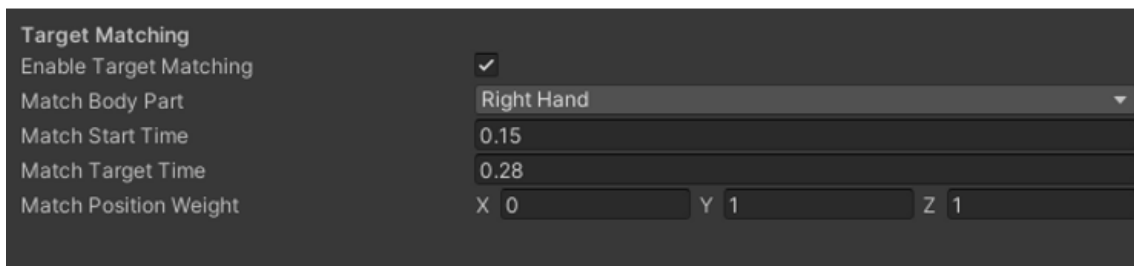 Target Matching
Enable Target Matching
Match Body Part Right Hand
Match Start Time 0.15
Match Target Time 0.28
Match Position Weight X 0 Y 1 Z 1